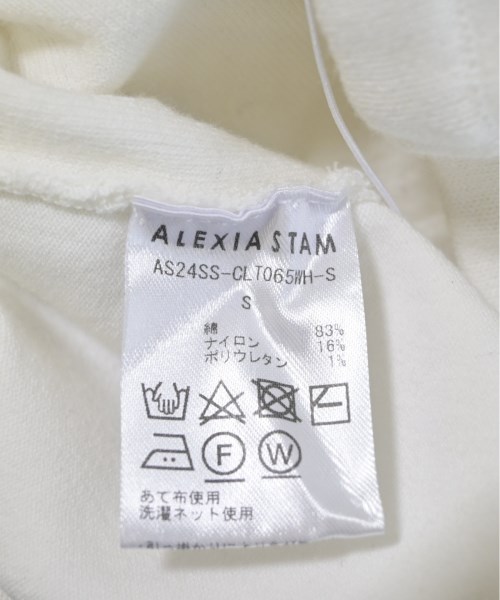 ALEXIA STAM
AS24SS-CLT065WH-S
S
綿 83%
ナイロン 16%
ポリウレタン 1%
F W
あて布使用
洗濯ネット使用